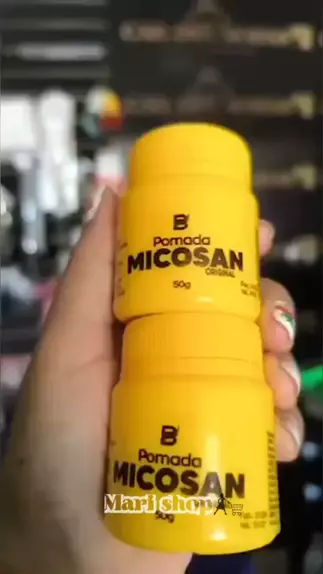 B
Pomada
MICOSAN
ORIGINAL
50g
B
Pomada
MICOSAN
Mari shop
50g